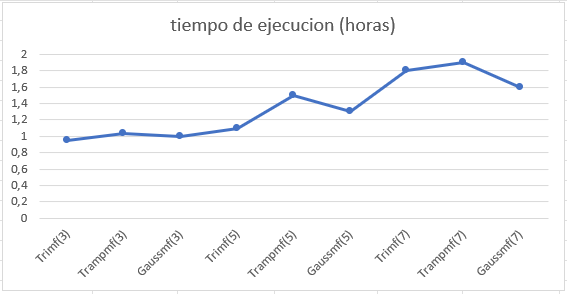 tiempo de ejecucion (horas)
2
1,8
1,6
1,4
1,2
1
0,8
0,6
0,4
0,2
0
Trimf(3)
Trampmf(3)
Gaussmf(3)
Trimf(5)
Trampmf(5)
Gaussmf(5)
Trimf(7)
Trampmf(7)
Gaussmf(7)